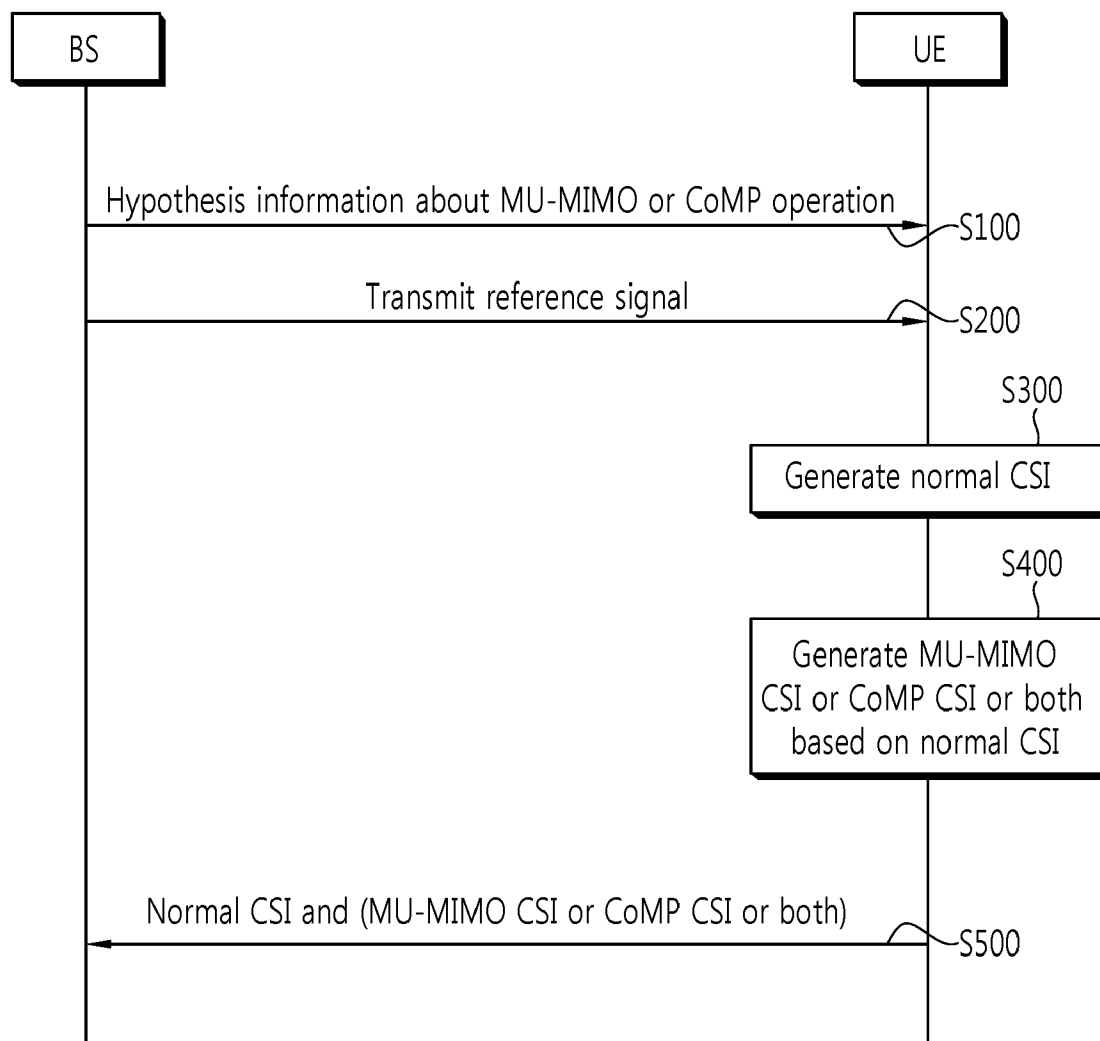 BS
UE
Hypothesis information about MU-MIMO or CoMP operation
S100
Transmit reference signal
S200
S300
Generate normal CSI
S400
Generate MU-MIMO
CSI or CoMP CSI or both
based on normal CSI
Normal CSI and (MU-MIMO CSI or CoMP CSI or both)
S500